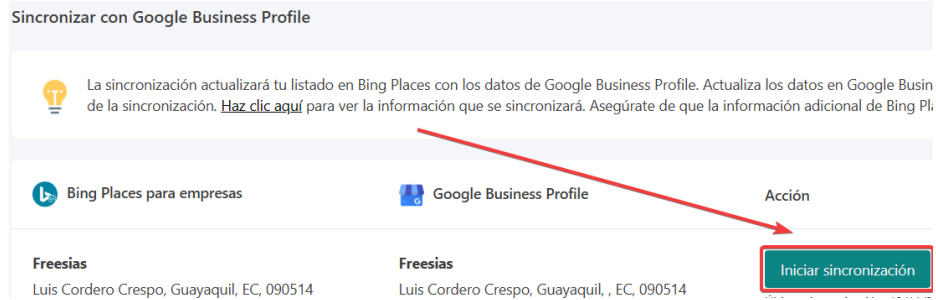 Sincronizar con Google Business Profile
La sincronización actualizará tu listado en Bing Places con los datos de Google Business Profile. Actualiza los datos en Google
de la sincronización. Haz clic aquí para ver la información que se sincronizará. Asegúrate de que la información adicional de Bing
Bing Places para empresas
Google Business Profile
Acción
Freesias
Freesias
Iniciar sincronización
Luis Cordero Crespo, Guayaquil, EC, 090514
Luis Cordero Crespo, Guayaquil, , EC, 090514